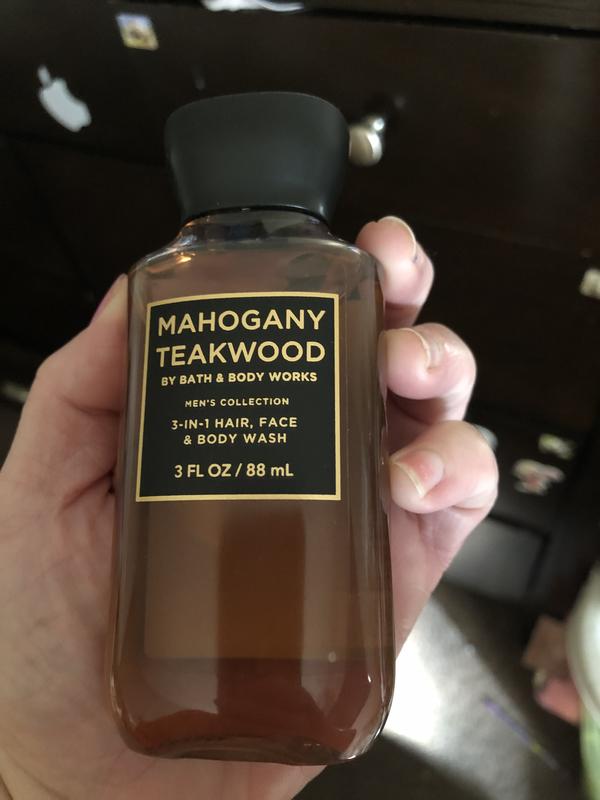 MAHOGANY
TEAKWOOD
BY BATH & BODY WORKS
MEN'S COLLECTION
3-IN-1 HAIR, FACE
& BODY WASH
3 FL OZ / 88 mL